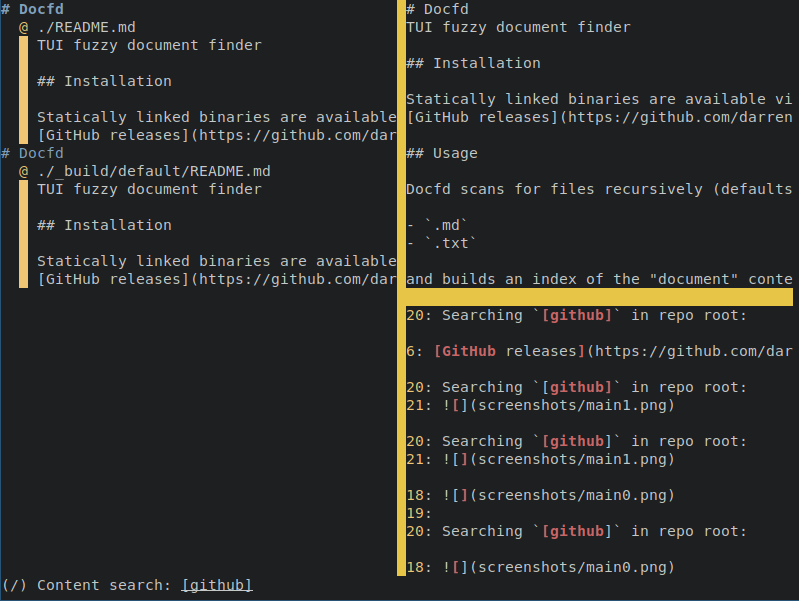 # Docfd
@ ./README.md
TUI fuzzy document finder
## Installation
Statically linked binaries are available
[GitHub releases](https://github.com/dar
# Docfd
@ ./_build/default/README.md
TUI fuzzy document finder
## Installation
Statically linked binaries are available
[GitHub releases](https://github.com/dar
# Docfd
TUI fuzzy document finder
## Installation
Statically linked binaries are available vi
[GitHub releases](https://github.com/darren
## Usage
Docfd scans for files recursively (defaults
- `.md`
- `.txt`
and builds an index of the "document" conte
20: Searching `[github]` in repo root:
6: [GitHub releases](https://github.com/dar
20: Searching `[github]` in repo root:
21: ![](screenshots/main1.png)
20: Searching `[github]` in repo root:
21: ![](screenshots/main1.png)
18: ![](screenshots/main0.png)
19:
20: Searching `[github]` in repo root:
18: ![](screenshots/main0.png)
(/) Content search: [github]